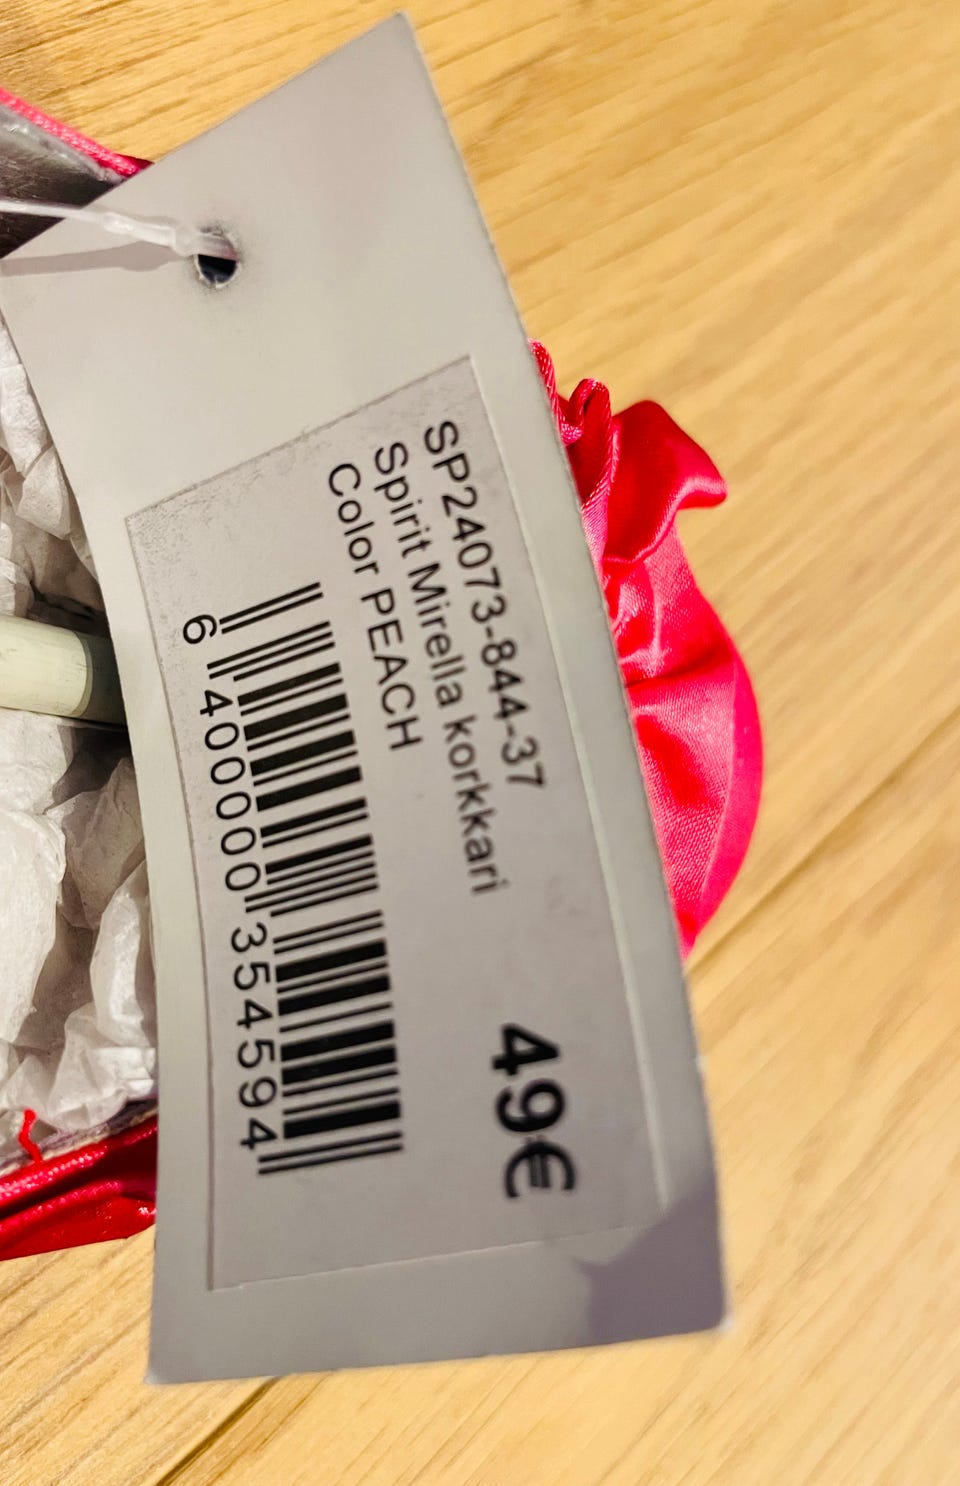 SP24073-844-37
Spirit Mirella korkkari
Color PEACH
6 400000 354594
49€